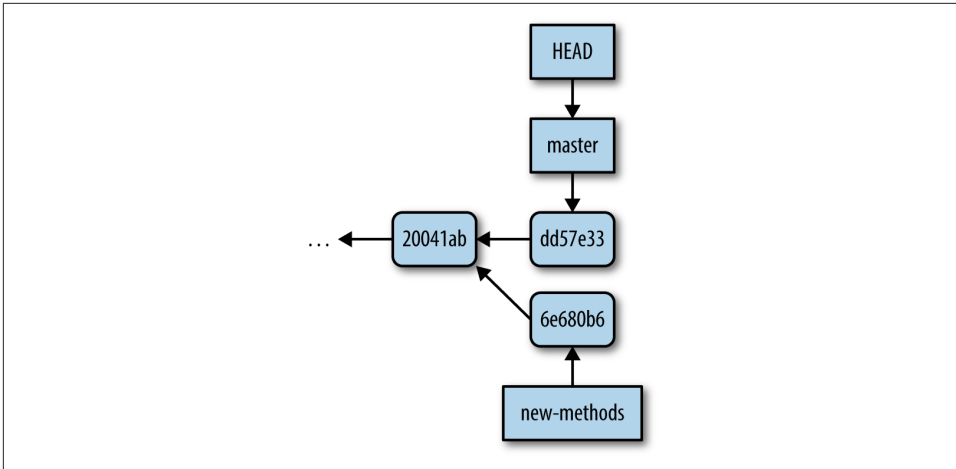 HEAD
master
... 20041ab dd57e33
6e680b6
new-methods